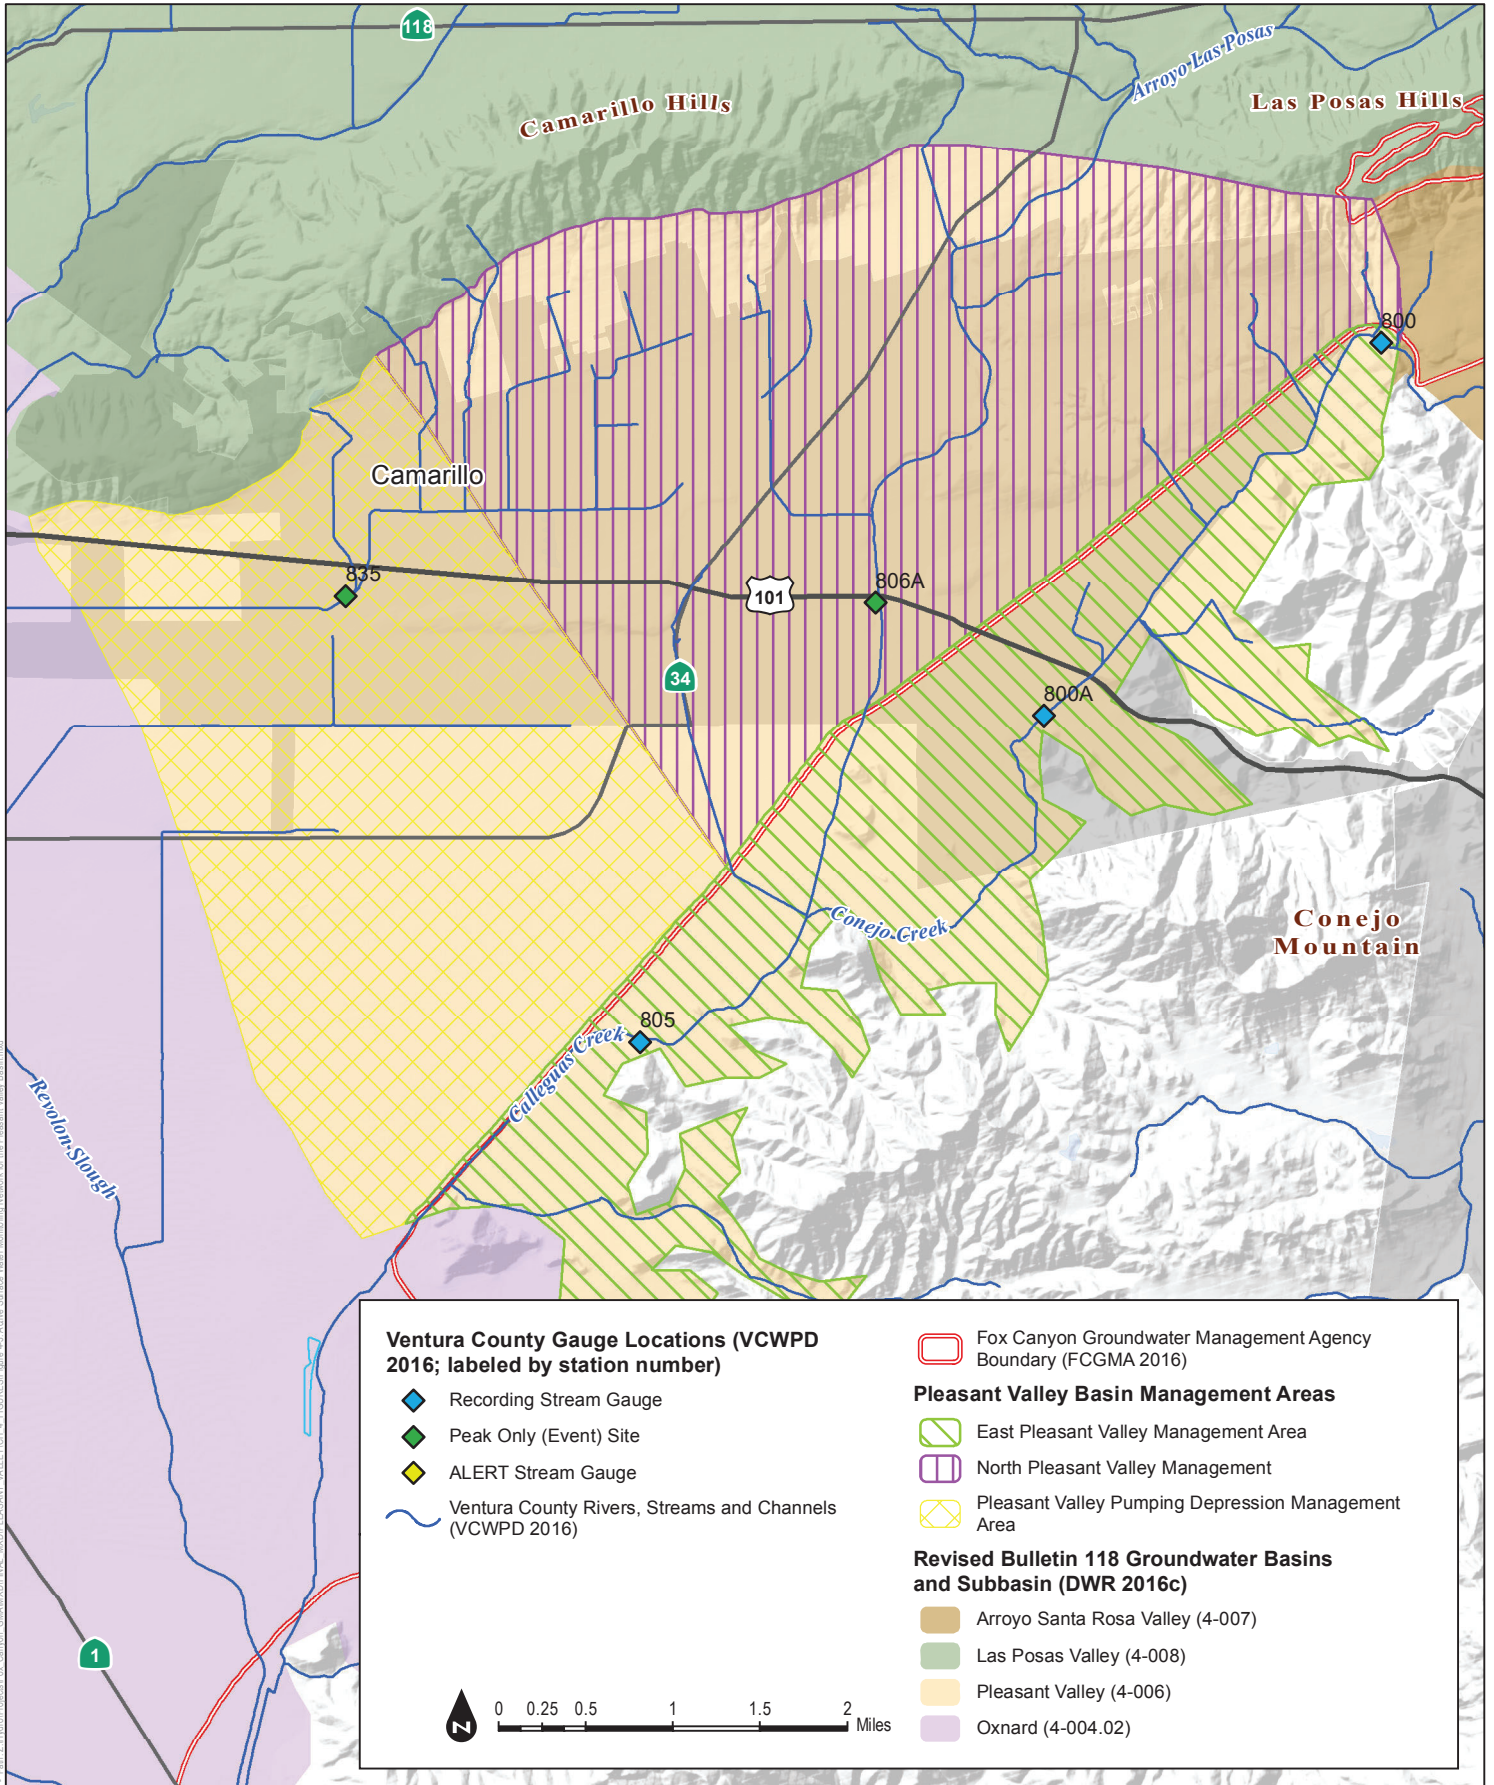 118
Arroyo Las Posas
Camarillo Hills
Las Posas Hills
800
Camarillo
835
101
806A
34
800A
Conejo Creek
Conejo
Mountain
805
Calleguas Creek
Revolon Slough
1
Ventura County Gauge Locations (VCWPD
2016; labeled by station number)
Recording Stream Gauge
Peak Only (Event) Site
ALERT Stream Gauge
Ventura County Rivers, Streams and Channels
(VCWPD 2016)
Fox Canyon Groundwater Management Agency
Boundary (FCGMA 2016)
Pleasant Valley Basin Management Areas
East Pleasant Valley Management Area
North Pleasant Valley Management
Pleasant Valley Pumping Depression Management
Area
Revised Bulletin 118 Groundwater Basins
and Subbasin (DWR 2016c)
Arroyo Santa Rosa Valley (4-007)
Las Posas Valley (4-008)
Pleasant Valley (4-006)
Oxnard (4-004.02)
N
0 0.25 0.5 1 1.5 2
Miles